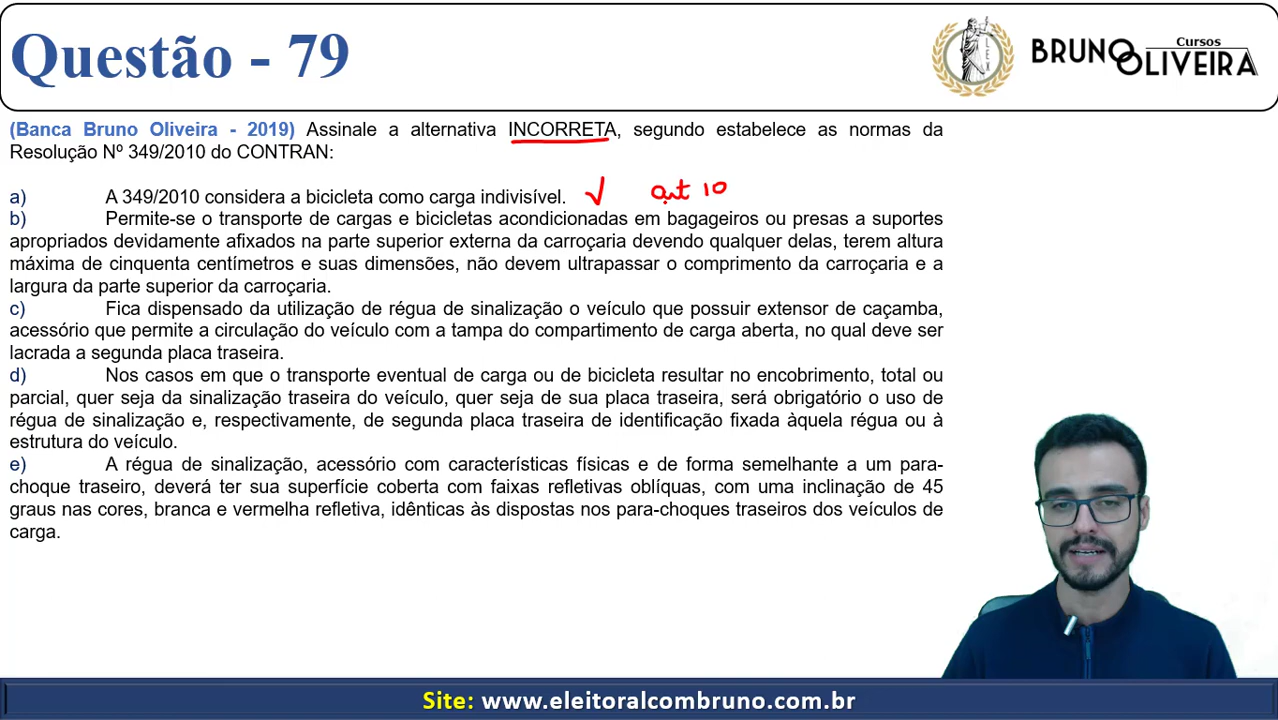 Questão - 79
Cursos
BRUNO OLIVEIRA
LEX
(Banca Bruno Oliveira - 2019) Assinale a alternativa INCORRETA, segundo estabelece as normas da
Resolução Nº 349/2010 do CONTRAN:
a) A 349/2010 considera a bicicleta como carga indivisível. √ art 10
b) Permite-se o transporte de cargas e bicicletas acondicionadas em bagageiros ou presas a suportes
apropriados devidamente afixados na parte superior externa da carroçaria devendo qualquer delas, terem altura
máxima de cinquenta centímetros e suas dimensões, não devem ultrapassar o comprimento da carroçaria e a
largura da parte superior da carroçaria.
c) Fica dispensado da utilização de régua de sinalização o veículo que possuir extensor de caçamba,
acessório que permite a circulação do veículo com a tampa do compartimento de carga aberta, no qual deve ser
lacrada a segunda placa traseira.
d) Nos casos em que o transporte eventual de carga ou de bicicleta resultar no encobrimento, total ou
parcial, quer seja da sinalização traseira do veículo, quer seja de sua placa traseira, será obrigatório o uso de
régua de sinalização e, respectivamente, de segunda placa traseira de identificação fixada àquela régua ou à
estrutura do veículo.
e) A régua de sinalização, acessório com características físicas e de forma semelhante a um para-
choque traseiro, deverá ter sua superfície coberta com faixas refletivas oblíquas, com uma inclinação de 45
graus nas cores, branca e vermelha refletiva, idênticas às dispostas nos para-choques traseiros dos veículos de
carga.
Site: www.eleitoralcombruno.com.br